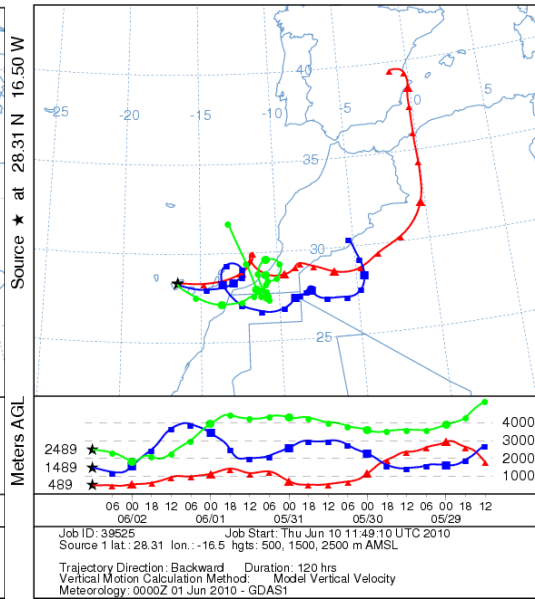 Source ★ at 28.31 N 16.50 W
40
-25
-20
-15
-10
-5
0
5
35
30
25
Meters AGL
2489
1489
489
4000
3000
2000
1000
06 00 18 12 06 00 18 12 06 00 18 12 06 00 18 12 06 00 18 12
06/02 06/01 05/31 05/30 05/29
Job ID: 39525 Job Start: Thu Jun 10 11:49:10 UTC 2010
Source 1 lat.: 28.31 lon.: -16.5 hgts: 500, 1500, 2500 m AMSL
Trajectory Direction: Backward Duration: 120 hrs
Vertical Motion Calculation Method: Model Vertical Velocity
Meteorology: 0000Z 01 Jun 2010 - GDAS1